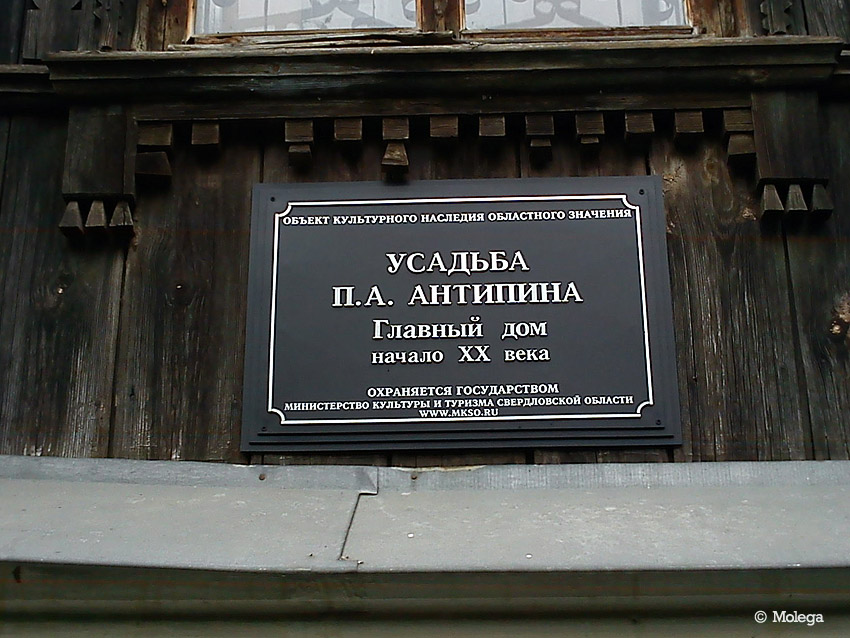 ОБЪЕКТ КУЛЬТУРНОГО НАСЛЕДИЯ ОБЛАСТНОГО ЗНАЧЕНИЯ
УСАДЬБА
П.А. АНТИПИНА
Главный дом
начало XX века
ОХРАНЯЕТСЯ ГОСУДАРСТВОМ
МИНИСТЕРСТВО КУЛЬТУРЫ И ТУРИЗМА СВЕРДЛОВСКОЙ ОБЛАСТИ
WWW.MKSO.RU
© Molega